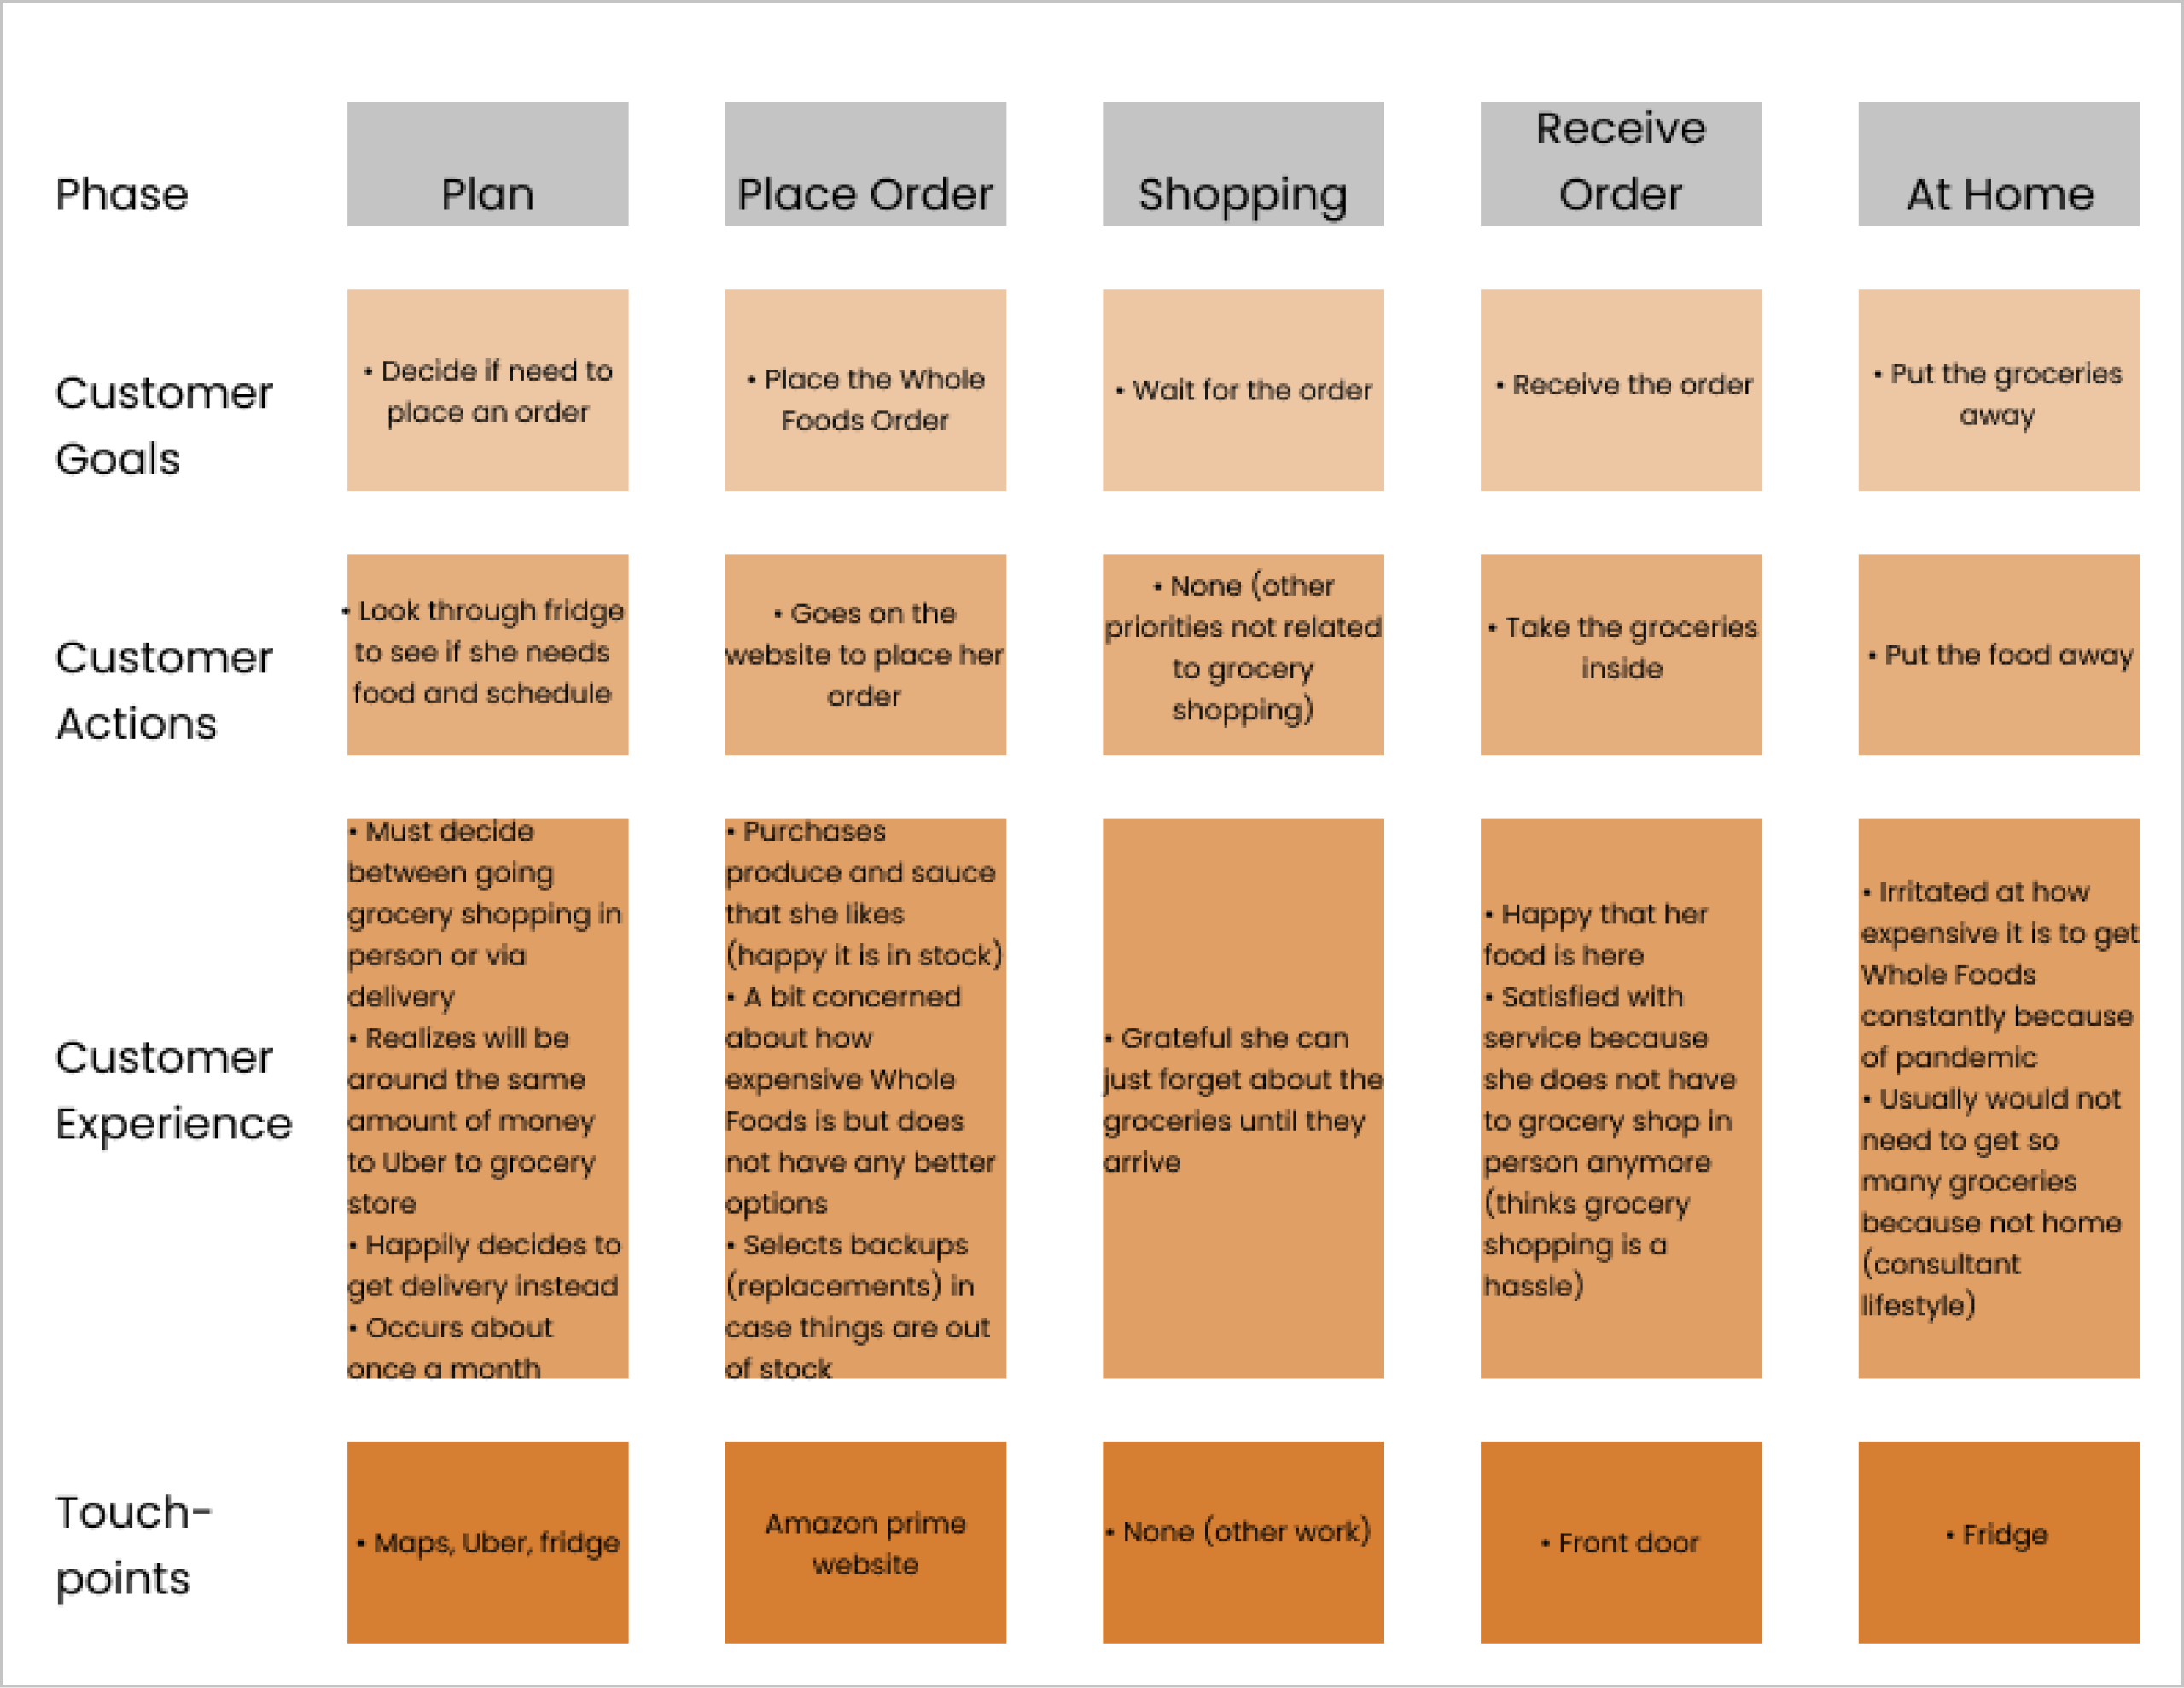 Phase
Plan
Place Order
Shopping
Receive
Order
At Home
Customer
Goals
• Decide if need to
place an order
• Place the Whole
Foods Order
• Wait for the order
• Receive the order
• Put the groceries
away
Customer
Actions
• Look through fridge
to see if she needs
food and schedule
• Goes on the
website to place her
order
• None (other
priorities not related
to grocery
shopping)
• Take the groceries
inside
• Put the food away
Customer
Experience
• Must decide
between going
grocery shopping in
person or via
delivery
• Realizes will be
around the same
amount of money
to Uber to grocery
store
• Happily decides to
get delivery instead
• Occurs about
once a month
• Purchases
produce and sauce
that she likes
(happy it is in stock)
• A bit concerned
about how
expensive Whole
Foods is but does
not have any better
options
• Selects backups
(replacements) in
case things are out
of stock
• Grateful she can
just forget about the
groceries until they
arrive
• Happy that her
food is here
• Satisfied with
service because
she does not have
to grocery shop in
person anymore
(thinks grocery
shopping is a
hassle)
• Irritated at how
expensive it is to get
Whole Foods
constantly because
of pandemic
• Usually would not
need to get so
many groceries
because not home
(consultant
lifestyle)
Touch-
points
• Maps, Uber, fridge
Amazon prime
website
• None (other work)
• Front door
• Fridge